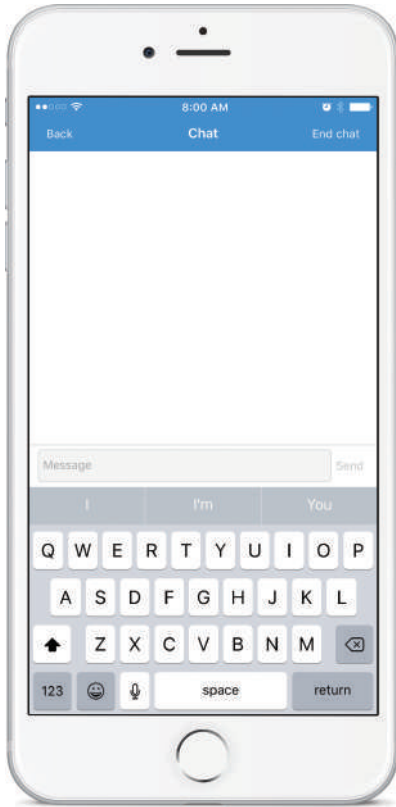 8:00 AM
Back Chat End chat
Message Send
I I'm You
Q W E R T Y U I O P
A S D F G H J K L
Z X C V B N M
123 space return